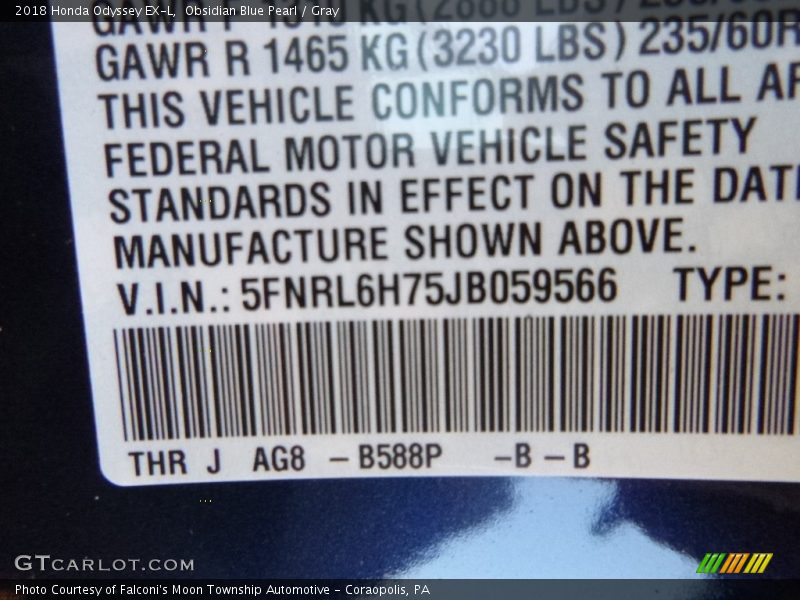 2018 Honda Odyssey EX-L, Obsidian Blue Pearl / Gray
GAWR R 1465 KG (3230 LBS) 235/60R
THIS VEHICLE CONFORMS TO ALL
FEDERAL MOTOR VEHICLE SAFETY
STANDARDS IN EFFECT ON THE DAT
MANUFACTURE SHOWN ABOVE.
V.I.N.: 5FNRL6H75JB059566 TYPE:
THR J AG8 – B588P –B – B
GTCARLOT.COM
Photo Courtesy of Falconi's Moon Township Automotive - Coraopolis, PA